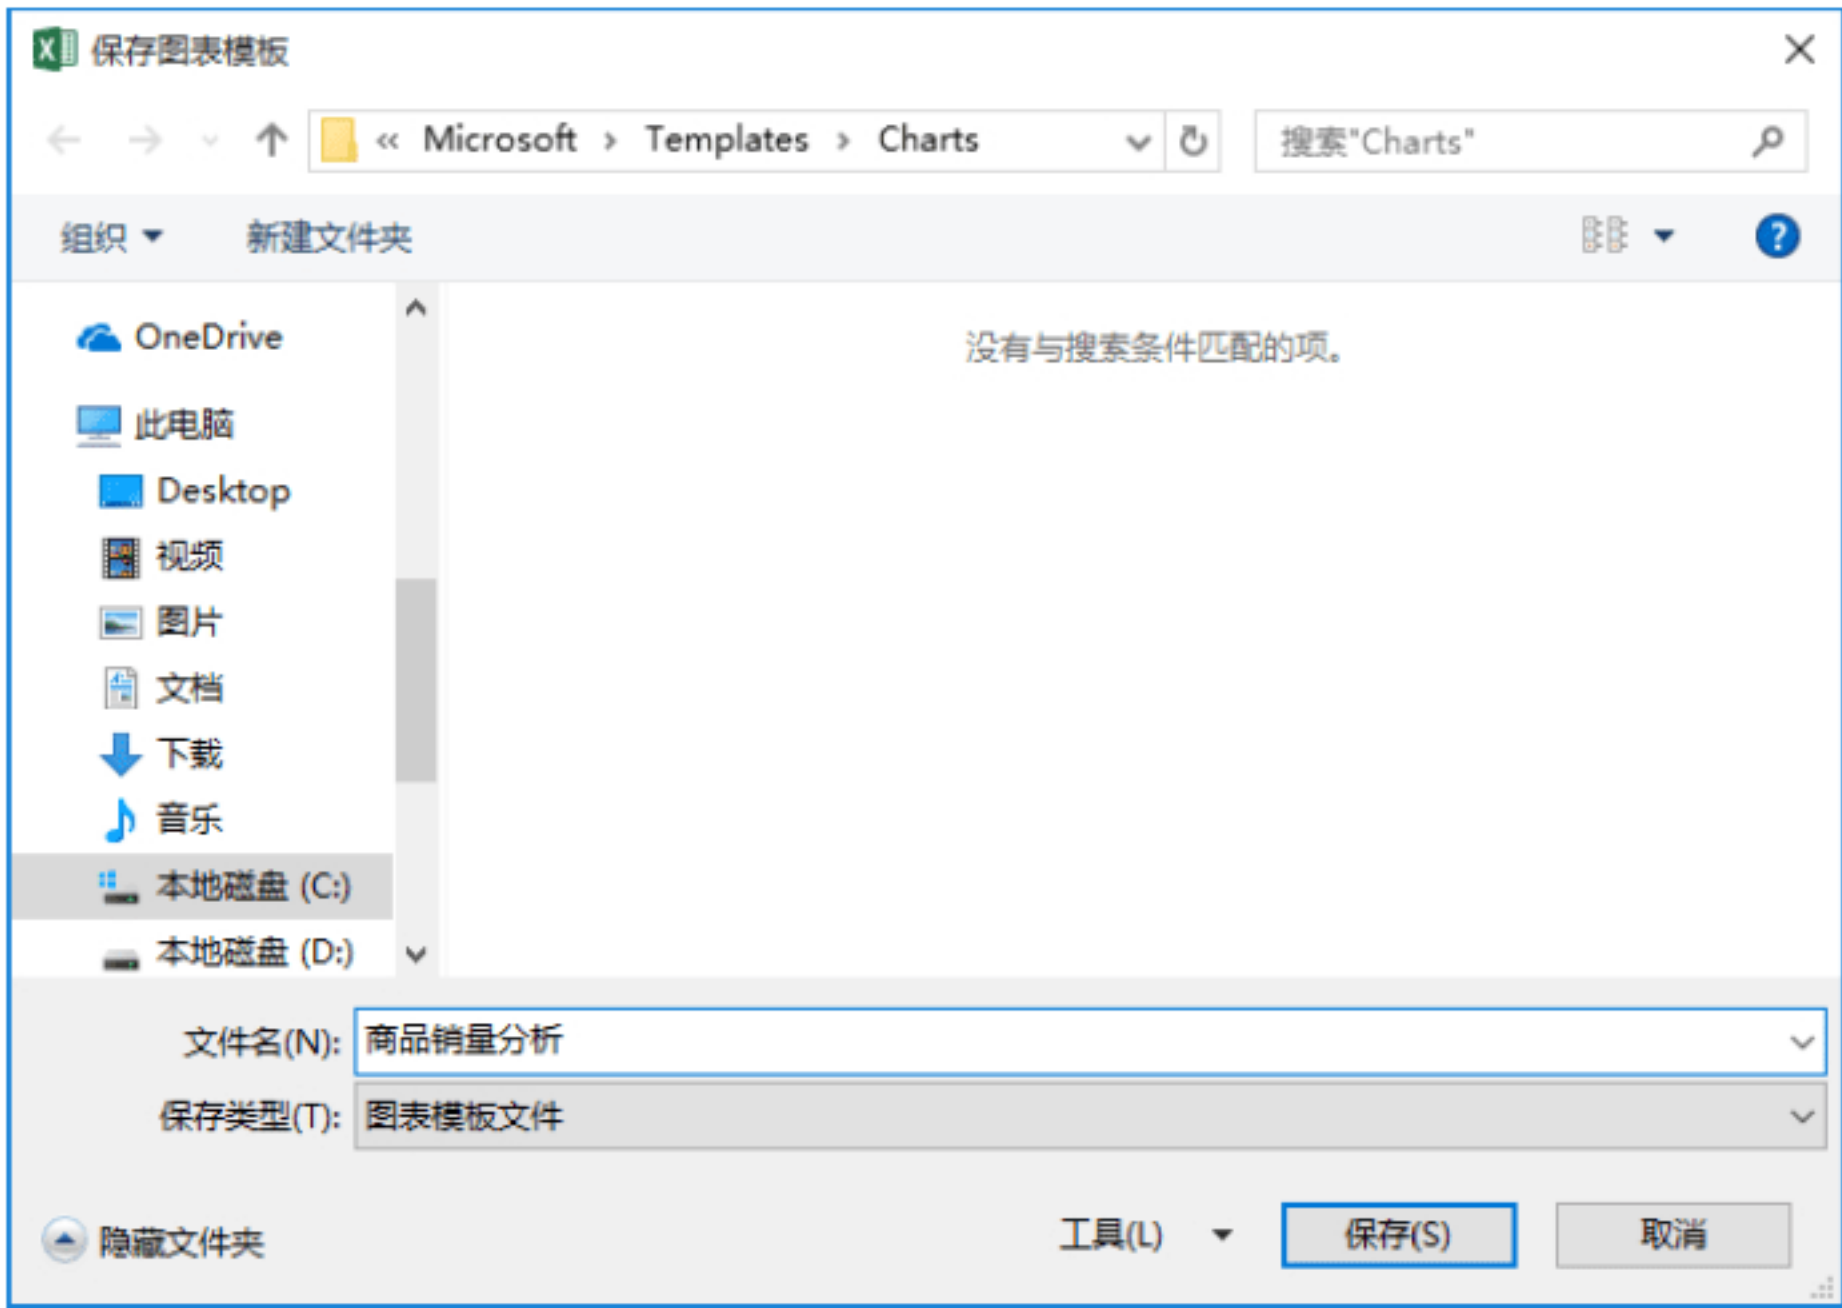 保存图表模板
« Microsoft › Templates › Charts
搜索"Charts"
组织
新建文件夹
OneDrive
没有与搜索条件匹配的项。
此电脑
Desktop
视频
图片
文档
下载
音乐
本地磁盘 (C:)
本地磁盘 (D:)
文件名(N): 商品销量分析
保存类型(T): 图表模板文件
隐藏文件夹
工具(L)
保存(S)
取消